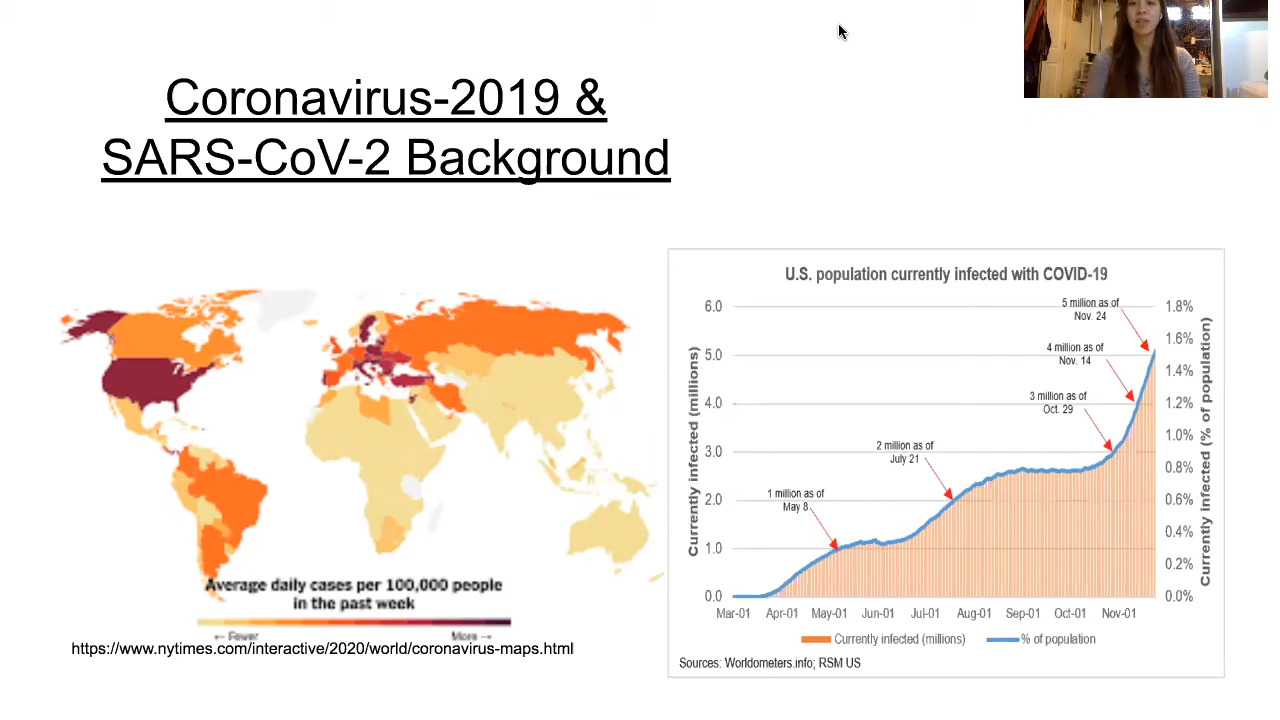 Coronavirus-2019 &
SARS-CoV-2 Background
Average daily cases per 100,000 people
in the past week
← Fewer
More →
https://www.nytimes.com/interactive/2020/world/coronavirus-maps.html
U.S. population currently infected with COVID-19
Currently infected (millions)
6.0
5.0
4.0
3.0
2.0
1.0
0.0
1 million as of
May 8
2 million as of
July 21
3 million as of
Oct. 29
4 million as of
Nov. 14
5 million as of
Nov. 24
1.8%
1.6%
1.4%
1.2%
1.0%
0.8%
0.6%
0.4%
0.2%
0.0%
Currently infected (% of population)
Mar-01 Apr-01 May-01 Jun-01 Jul-01 Aug-01 Sep-01 Oct-01 Nov-01
Currently infected (millions) % of population
Sources: Worldometers.info; RSM US